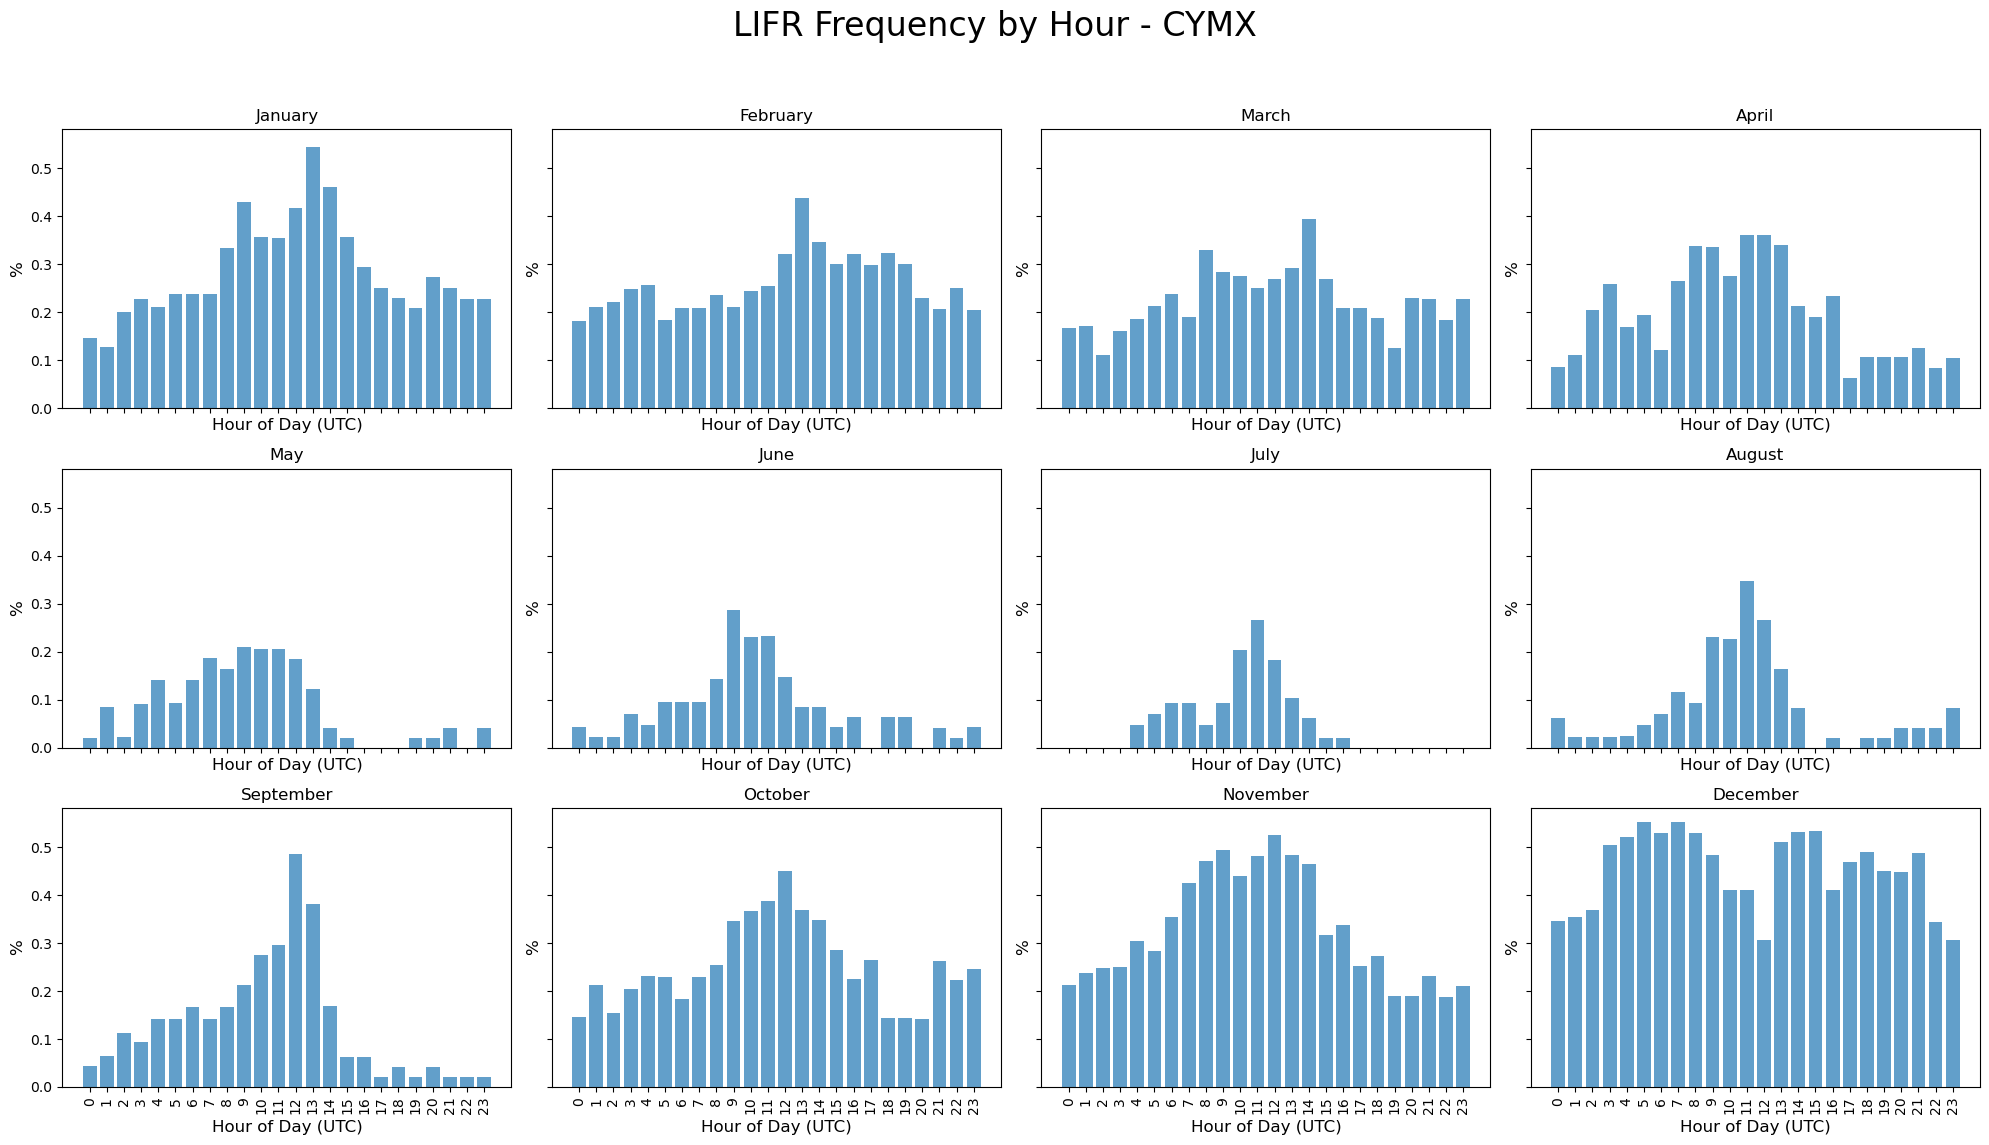 LIFR Frequency by Hour - CYMX
January
February
March
April
0.5
0.4
0.3
0.2
0.1
0.0
%
%
%
%
Hour of Day (UTC)
Hour of Day (UTC)
Hour of Day (UTC)
Hour of Day (UTC)
May
June
July
August
0.5
0.4
0.3
0.2
0.1
0.0
%
%
%
%
Hour of Day (UTC)
Hour of Day (UTC)
Hour of Day (UTC)
Hour of Day (UTC)
September
October
November
December
0.5
0.4
0.3
0.2
0.1
0.0
%
%
%
%
0 1 2 3 4 5 6 7 8 9 10 11 12 13 14 15 16 17 18 19 20 21 22 23
0 1 2 3 4 5 6 7 8 9 10 11 12 13 14 15 16 17 18 19 20 21 22 23
0 1 2 3 4 5 6 7 8 9 10 11 12 13 14 15 16 17 18 19 20 21 22 23
0 1 2 3 4 5 6 7 8 9 10 11 12 13 14 15 16 17 18 19 20 21 22 23
Hour of Day (UTC)
Hour of Day (UTC)
Hour of Day (UTC)
Hour of Day (UTC)